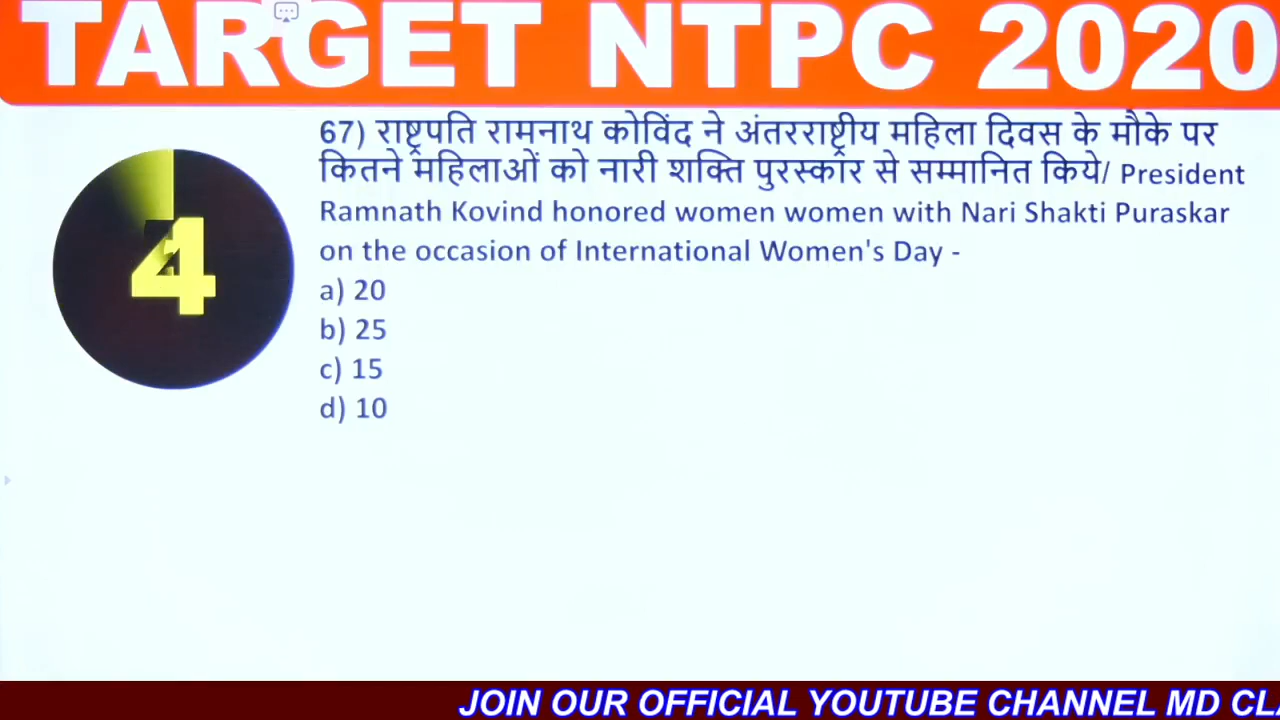 TARGET NTPC 2020
67) राष्ट्रपति रामनाथ कोविंद ने अंतरराष्ट्रीय महिला दिवस के मौके पर
कितने महिलाओं को नारी शक्ति पुरस्कार से सम्मानित किये/ President
Ramnath Kovind honored women women with Nari Shakti Puraskar
on the occasion of International Women's Day -
a) 20
b) 25
c) 15
d) 10
4
JOIN OUR OFFICIAL YOUTUBE CHANNEL MD CL